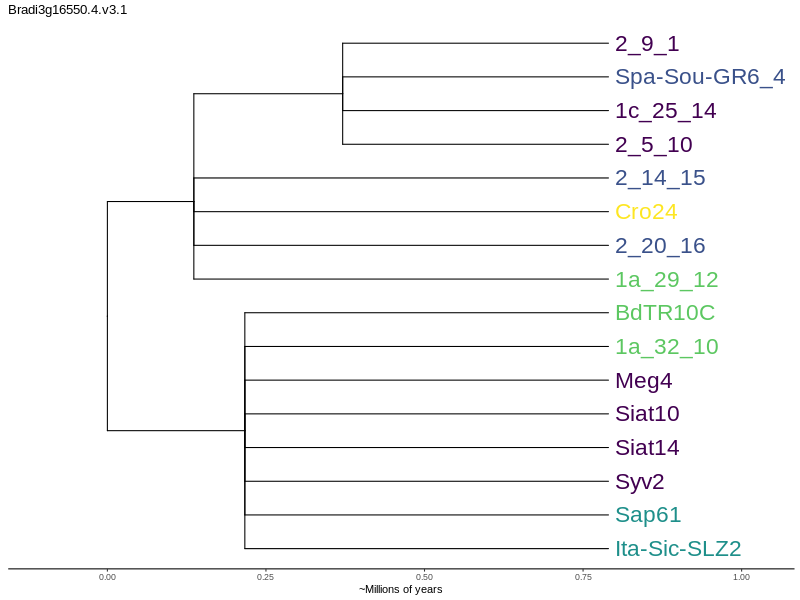 Bradi3g16550.4.v3.1
2_9_1
Spa-Sou-GR6_4
1c_25_14
2_5_10
2_14_15
Cro24
2_20_16
1a_29_12
BdTR10C
1a_32_10
Meg4
Siat10
Siat14
Syv2
Sap61
Ita-Sic-SLZ2
0.00 0.25 0.50 0.75 1.00
~Millions of years